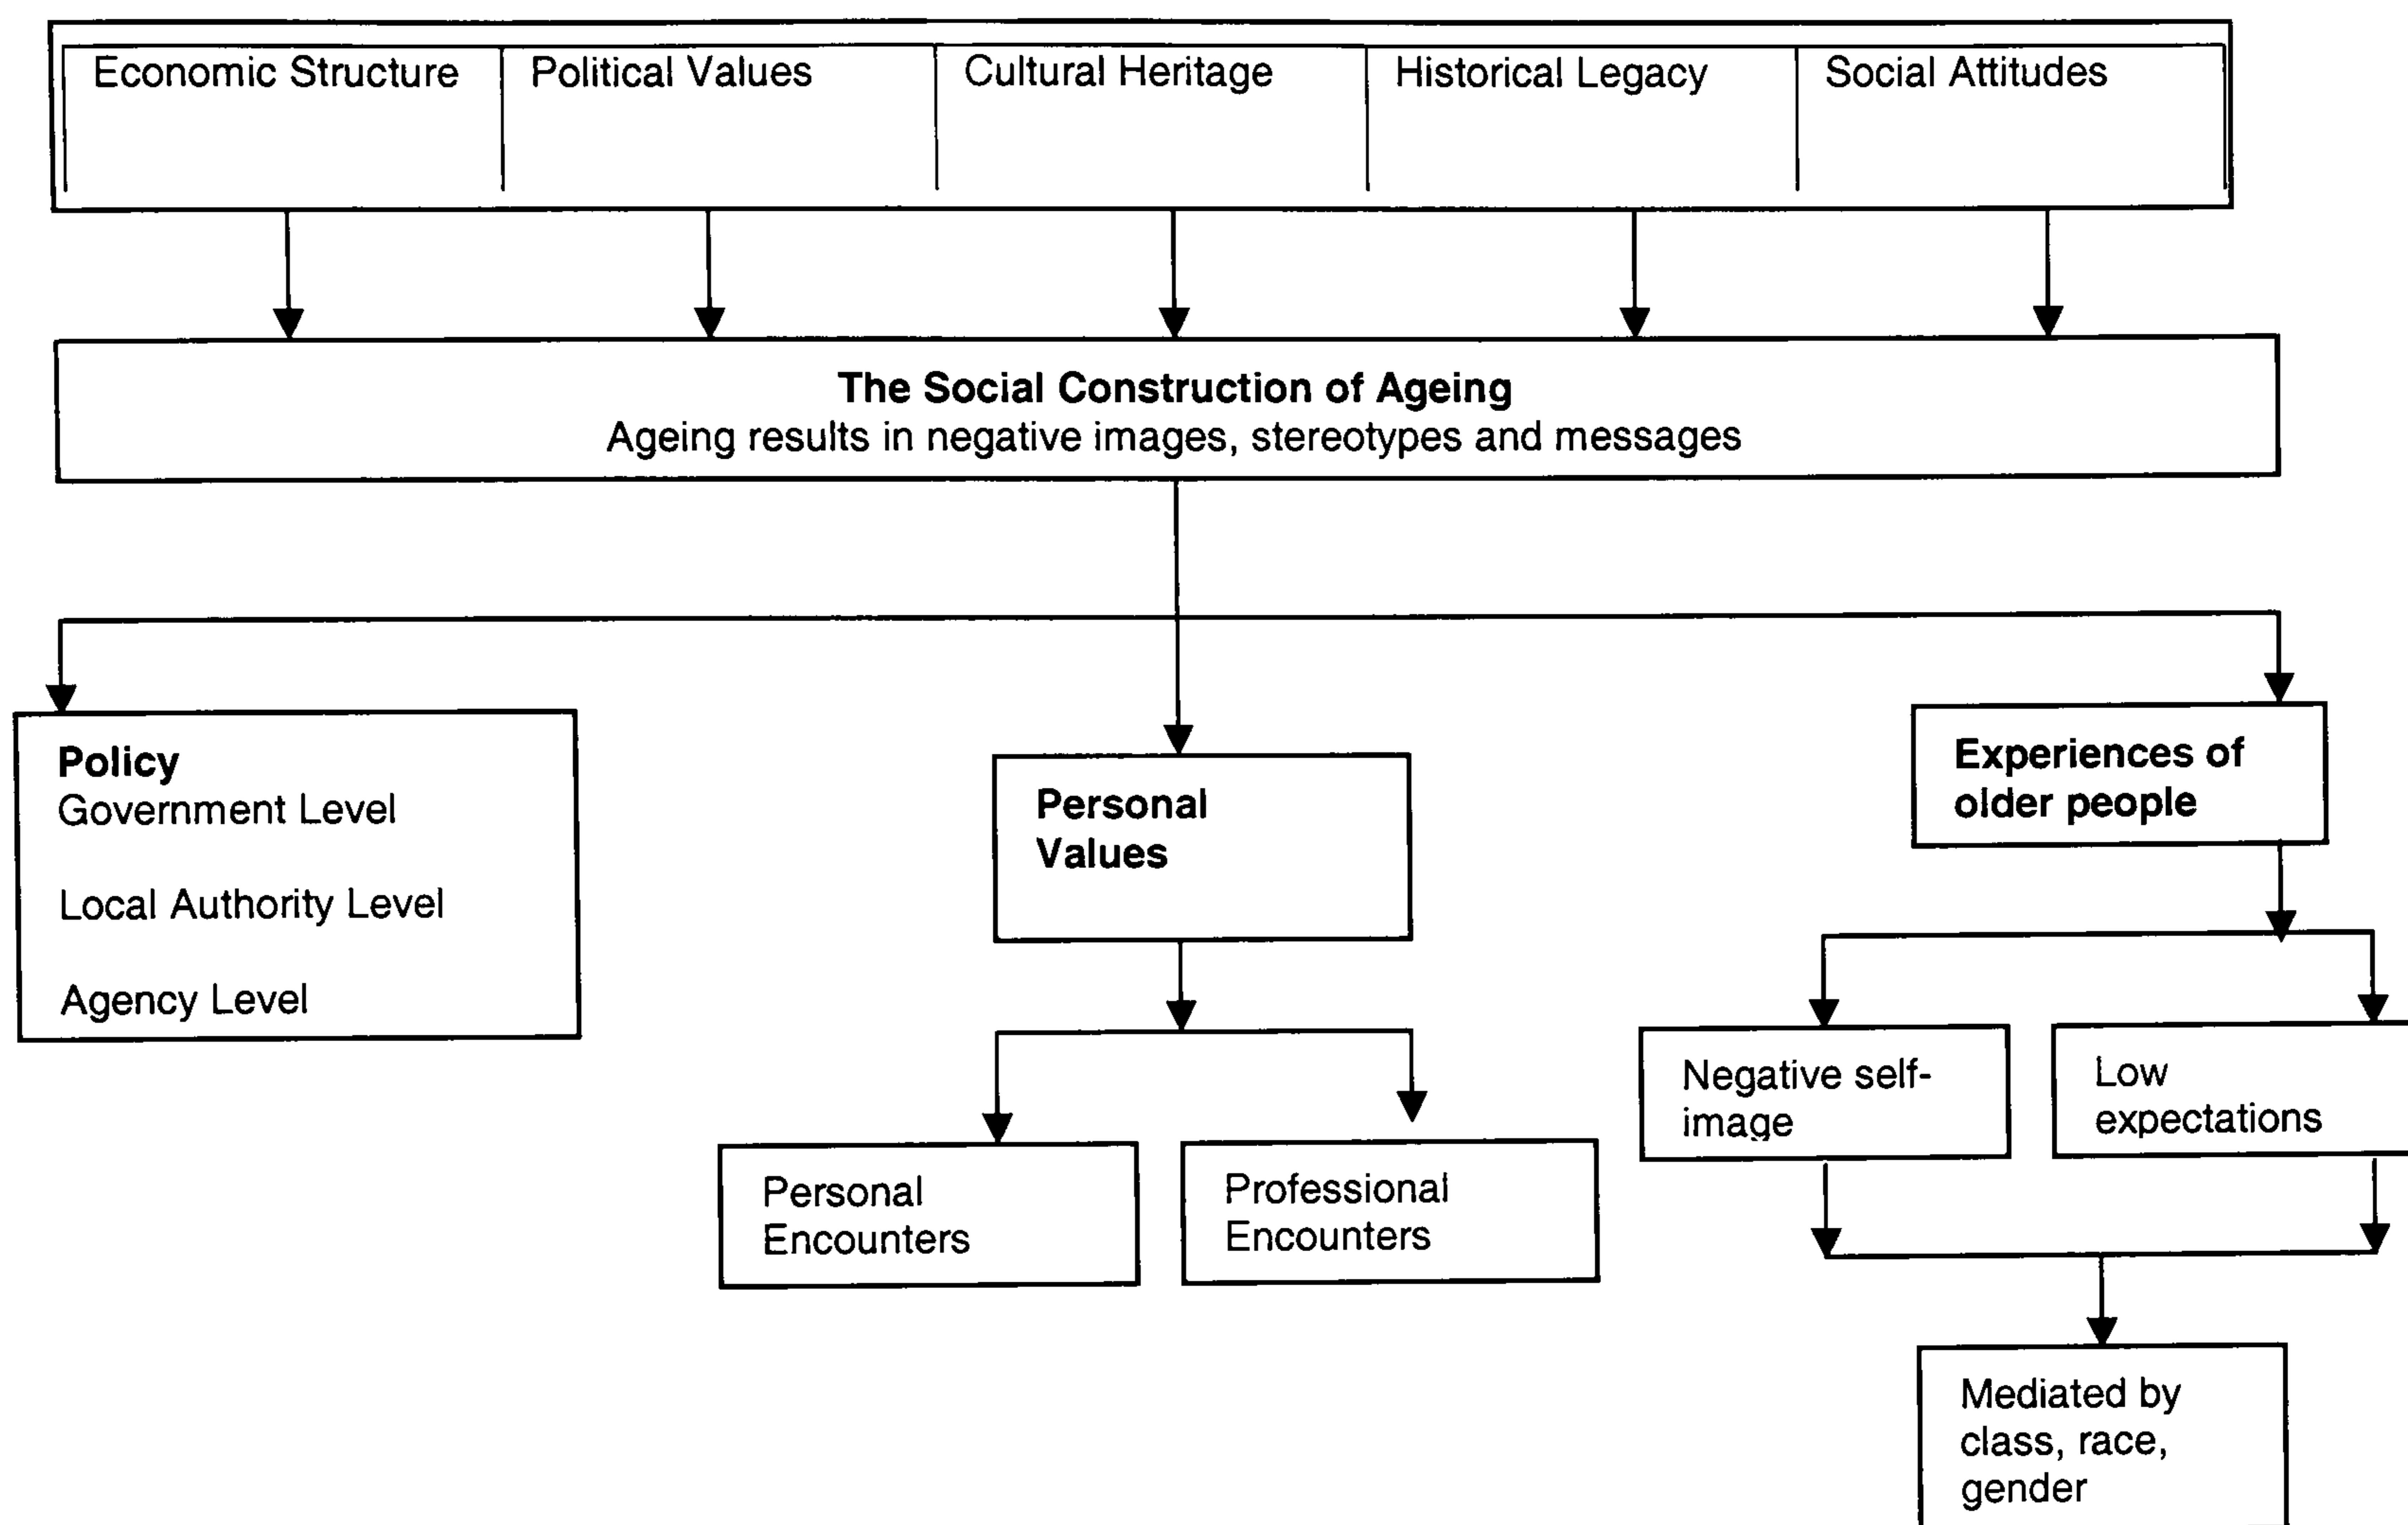 Economic Structure
Political Values
Cultural Heritage
Historical Legacy
Social Attitudes
The Social Construction of Ageing
Ageing results in negative images, stereotypes and messages
Policy
Government Level
Local Authority Level
Agency Level
Personal
Values
Experiences of
older people
Personal
Encounters
Professional
Encounters
Negative self-
image
Low
expectations
Mediated by
class, race,
gender